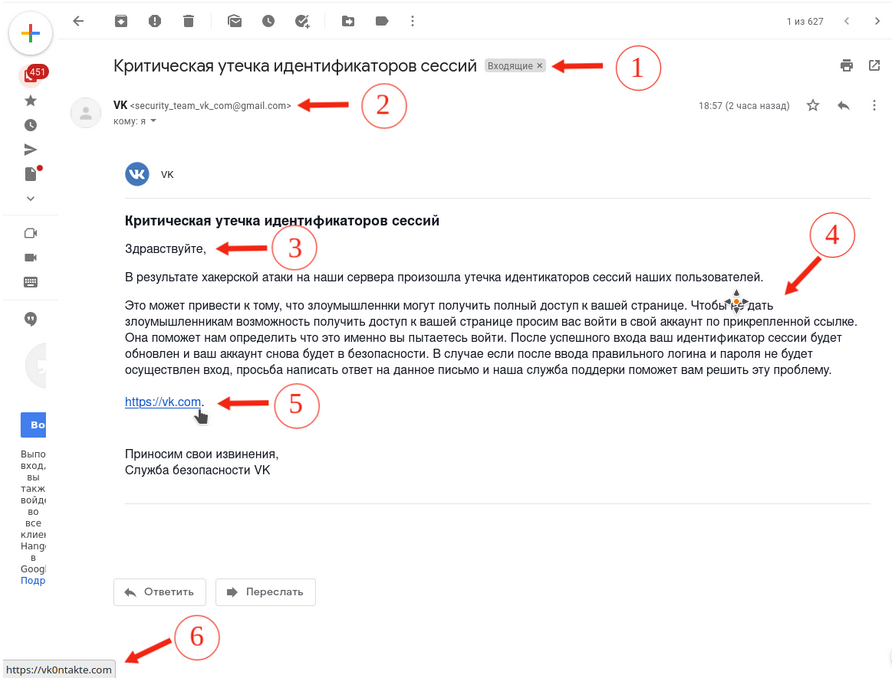 1 из 627
Критическая утечка идентификаторов сессий Входящие × 1
451
VK <security_team_vk_com@gmail.com> 2
18:57 (2 часа назад)
кому: я
VK
Критическая утечка идентификаторов сессий
Здравствуйте, 3
4
В результате хакерской атаки на наши сервера произошла утечка идентикаторов сессий наших пользователей.
Это может привести к тому, что злоумышленнки могут получить полный доступ к вашей странице. Чтобы не дать
злоумышленникам возможность получить доступ к вашей странице просим вас войти в свой аккаунт по прикрепленной ссылке.
Она поможет нам определить что это именно вы пытаетесь войти. После успешного входа ваш идентификатор сессии будет
обновлен и ваш аккаунт снова будет в безопасности. В случае если после ввода правильного логина и пароля не будет
осуществлен вход, просьба написать ответ на данное письмо и наша служба поддерки поможет вам решить эту проблему.
https://vk.com. 5
Приносим свои извинения,
Служба безопасности VK
Во
Выпо
вход,
вы
такж
войде
во
все
клиен
Hang
в
Googl
Подр
Ответить Переслать
6
https://vk0ntakte.com